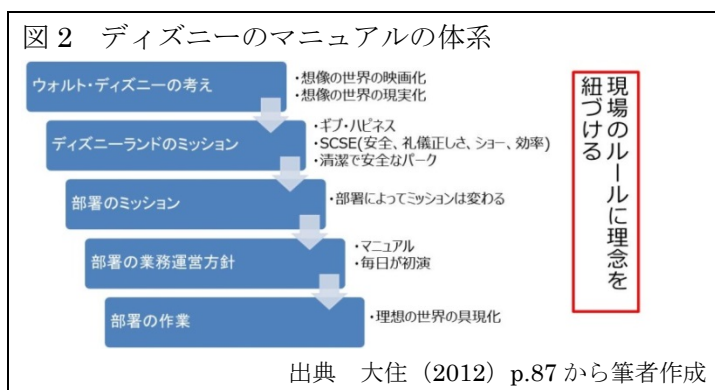 図 2 ディズニーのマニュアルの体系
ウォルト・ディズニーの考え
・想像の世界の映画化
・想像の世界の現実化
ディズニーランドのミッション
・ギブ・ハピネス
・SCSE(安全、礼儀正しさ、ショー、効率)
・清潔で安全なパーク
部署のミッション
・部署によってミッションは変わる
部署の業務運営方針
・マニュアル
・毎日が初演
部署の作業
・理想の世界の具現化
現場のルールに理念を
紐づける
出典 大住（2012）p.87 から筆者作成